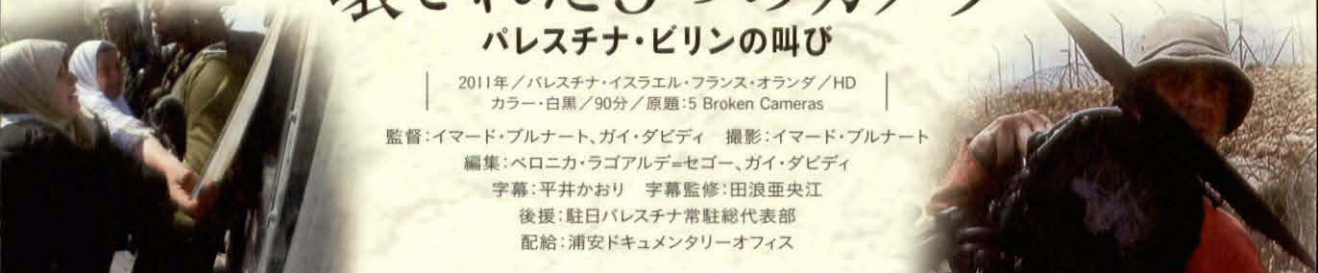 パレスチナ・ビリンの叫び
2011年／パレスチナ・イスラエル・フランス・オランダ／HD
カラー・白黒／90分／原題：5 Broken Cameras
監督：イマード・ブルナート、ガイ・ダビディ　撮影：イマード・ブルナート
編集：ベロニカ・ラゴアルデ＝セゴー、ガイ・ダビディ
字幕：平井かおり　字幕監修：田浪亜央江
後援：駐日パレスチナ常駐総代表部
配給：浦安ドキュメンタリーオフィス